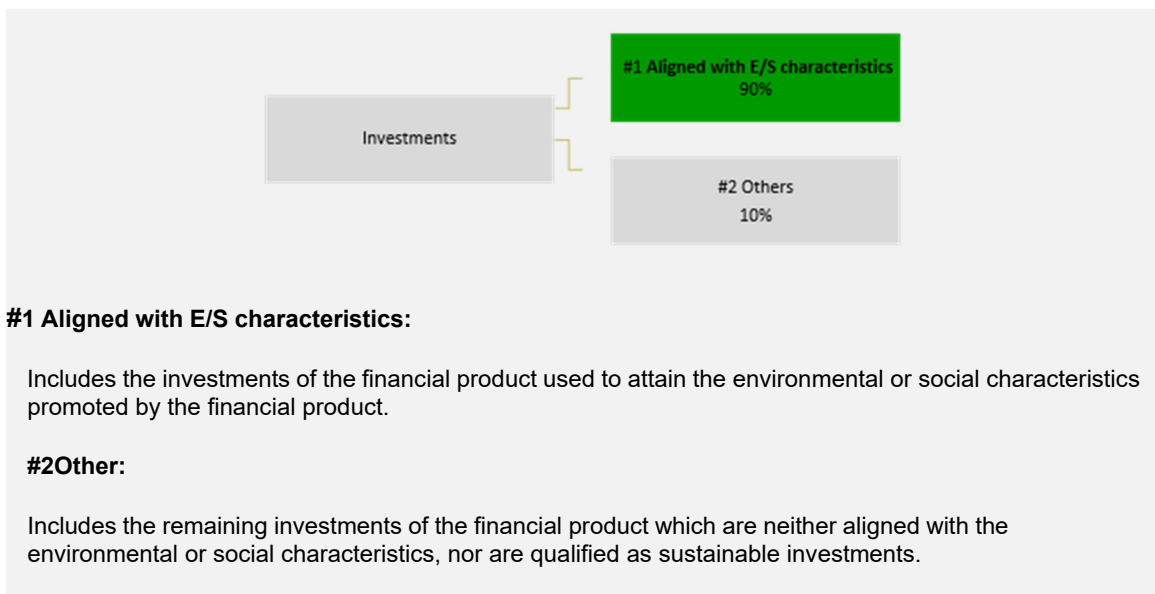 #1 Aligned with E/S characteristics
90%
Investments
#2 Others
10%
#1 Aligned with E/S characteristics:
Includes the investments of the financial product used to attain the environmental or social characteristics
promoted by the financial product.
#2Other:
Includes the remaining investments of the financial product which are neither aligned with the
environmental or social characteristics, nor are qualified as sustainable investments.